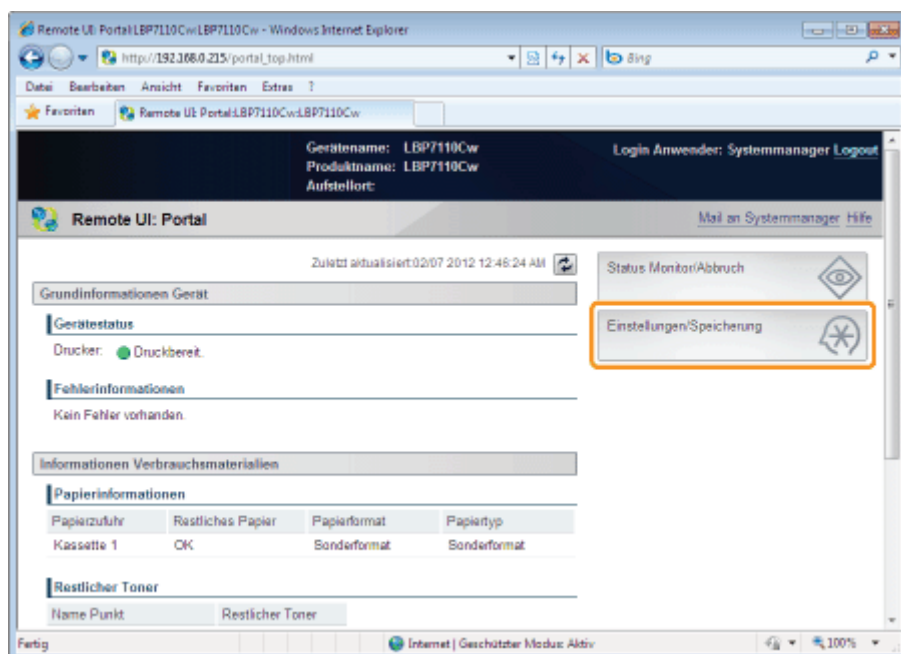 Remote UI: Portal:LBP7110Cw:LBP7110Cw - Windows Internet Explorer
http://192.168.0.215/portal_top.html
Bing
Datei Bearbeiten Ansicht Favoriten Extras ?
Favoriten Remote UI: Portal:LBP7110Cw:LBP7110Cw
Gerätename: LBP7110Cw
Produktname: LBP7110Cw
Aufstellort:
Login Anwender: Systemmanager Logout
Remote UI: Portal
Mail an Systemmanager Hilfe
Zuletzt aktualisiert:02/07 2012 12:46:24 AM
Status Monitor/Abbruch
Grundinformationen Gerät
Einstellungen/Speicherung
Gerätestatus
Drucker: Druckbereit.
Fehlerinformationen
Kein Fehler vorhanden.
Informationen Verbrauchsmaterialien
Papierinformationen
Papierzufuhr Restliches Papier Papierformat Papiertyp
Kassette 1 OK Sonderformat Sonderformat
Restlicher Toner
Name Punkt Restlicher Toner
Fertig Internet | Geschützter Modus: Aktiv 100%